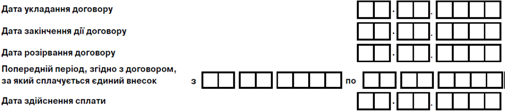 Дата укладання договору
Дата закінчення дії договору
Дата розірвання договору
Попередній період, згідно з договором,
за який сплачується єдиний внесок з по
Дата здійснення сплати